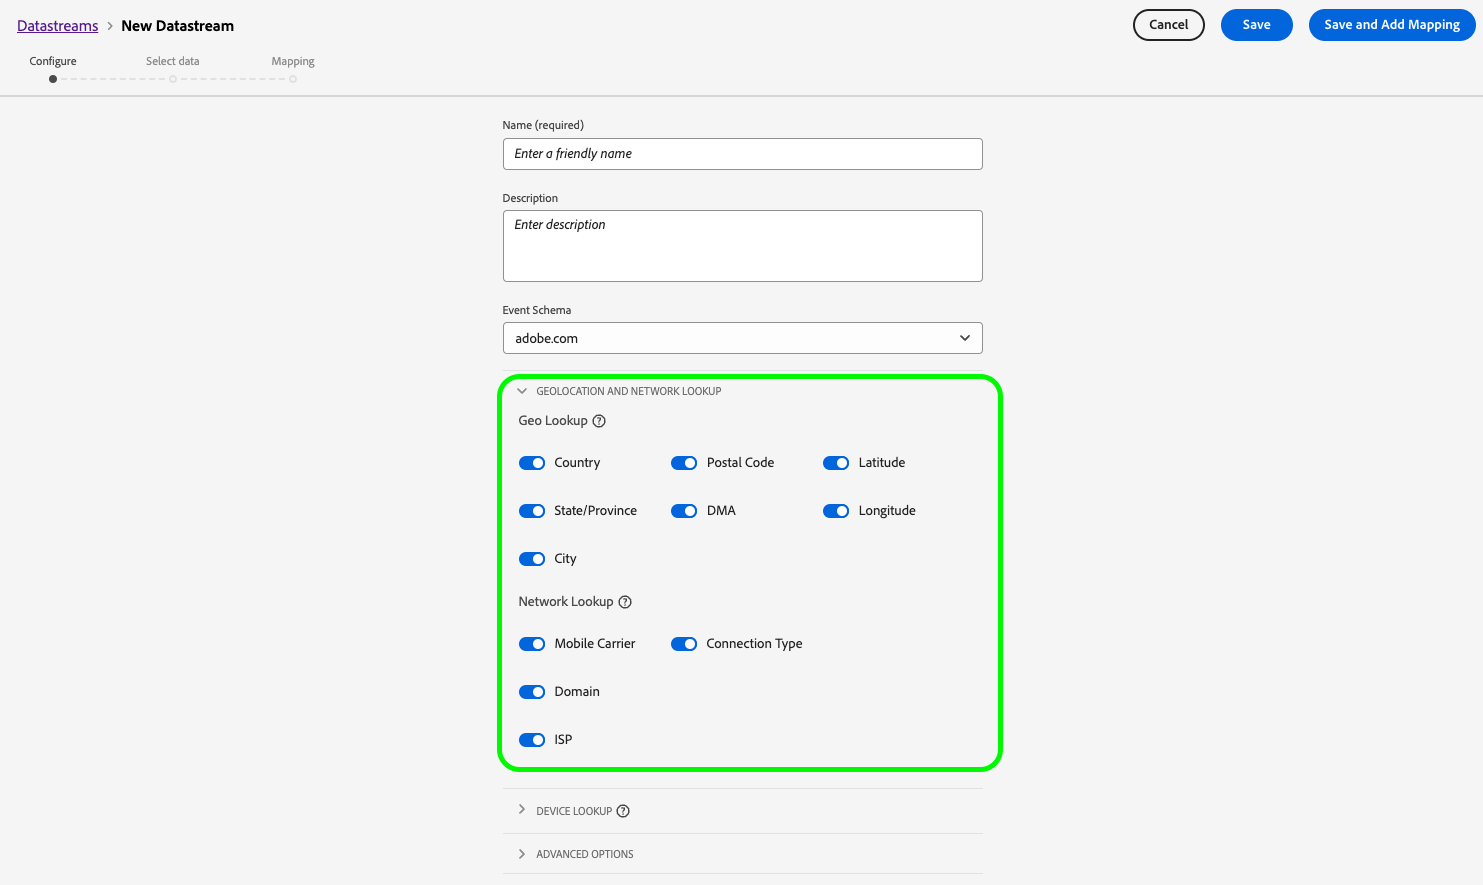 Datastreams > New Datastream
Cancel
Save
Save and Add Mapping
Configure
Select data
Mapping
Name (required)
Enter a friendly name
Description
Enter description
Event Schema
adobe.com
GEOLOCATION AND NETWORK LOOKUP
Geo Lookup ?
Country
Postal Code
Latitude
State/Province
DMA
Longitude
City
Network Lookup ?
Mobile Carrier
Connection Type
Domain
ISP
DEVICE LOOKUP ?
ADVANCED OPTIONS